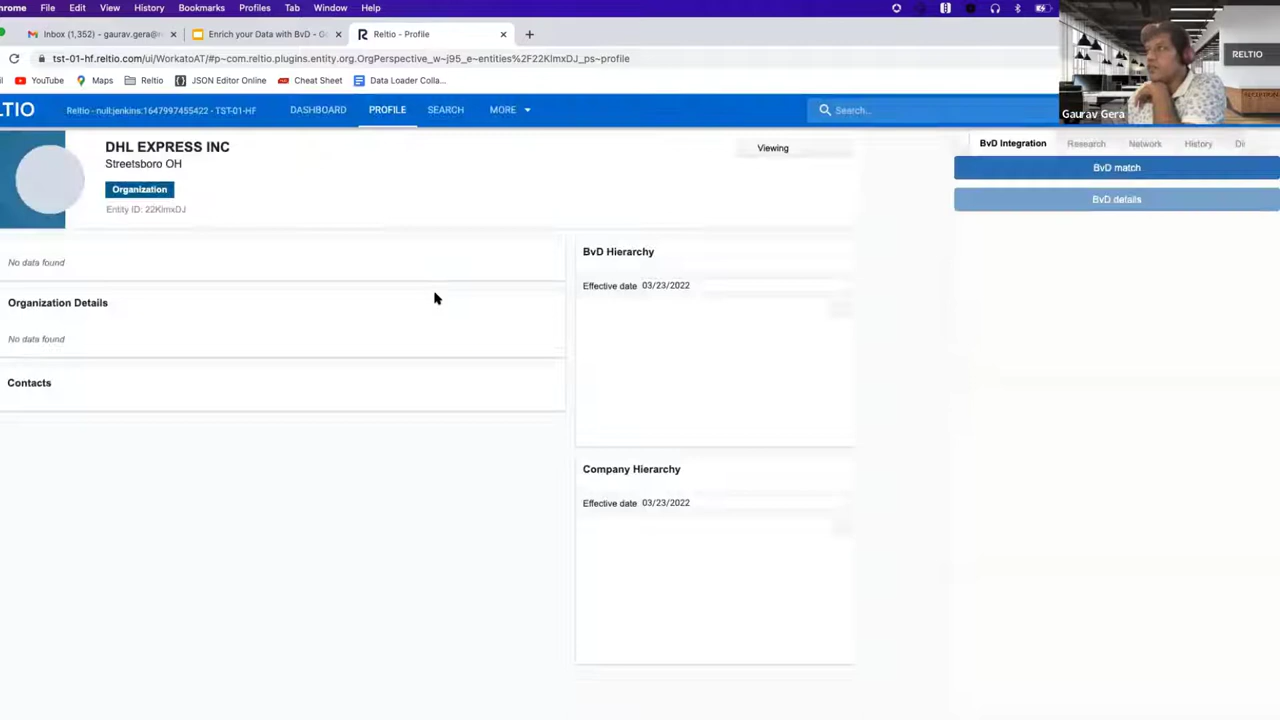 hrome File Edit View History Bookmarks Profiles Tab Window Help
Inbox (1,352) - gaurav.gera@r × Enrich your Data with BvD - Go × Reltio - Profile × +
tst-01-hf.reltio.com/ui/WorkatoAT/#p~com.reltio.plugins.entity.org.OrgPerspective_w~j95_e~entities%2F22KlmxDJ_ps~profile
YouTube Maps Reltio JSON Editor Online Cheat Sheet Data Loader Colla...
RELTIO
Gaurav Gera
LTIO Reltio - null:jenkins:1647997455422 - TST-01-HF DASHBOARD PROFILE SEARCH MORE Search...
DHL EXPRESS INC
Streetsboro OH
Organization
Entity ID: 22KlmxDJ
Viewing
BvD Integration Research Network History Di
BvD match
BvD details
No data found
Organization Details
No data found
Contacts
BvD Hierarchy
Effective date 03/23/2022
Company Hierarchy
Effective date 03/23/2022